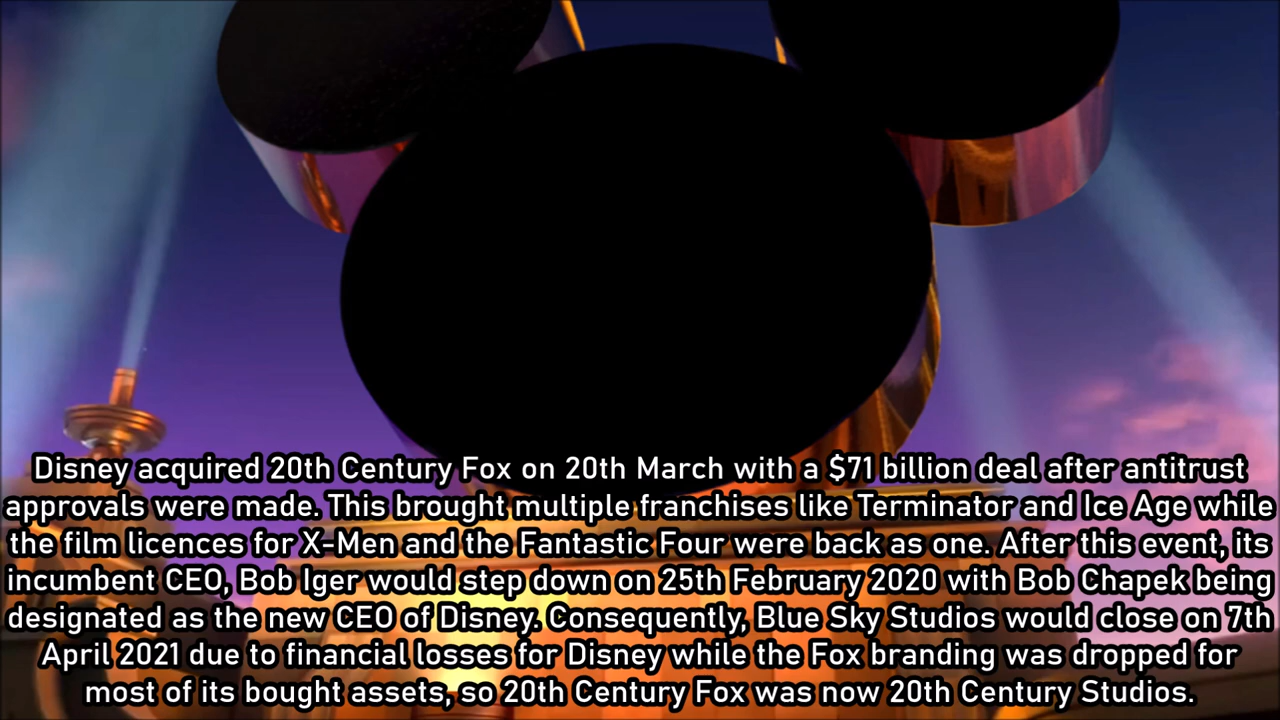 Disney acquired 20th Century Fox on 20th March with a $71 billion deal after antitrust
approvals were made. This brought multiple franchises like Terminator and Ice Age while
the film licences for X-Men and the Fantastic Four were back as one. After this event, its
incumbent CEO, Bob Iger would step down on 25th February 2020 with Bob Chapek being
designated as the new CEO of Disney. Consequently, Blue Sky Studios would close on 7th
April 2021 due to financial losses for Disney while the Fox branding was dropped for
most of its bought assets, so 20th Century Fox was now 20th Century Studios.